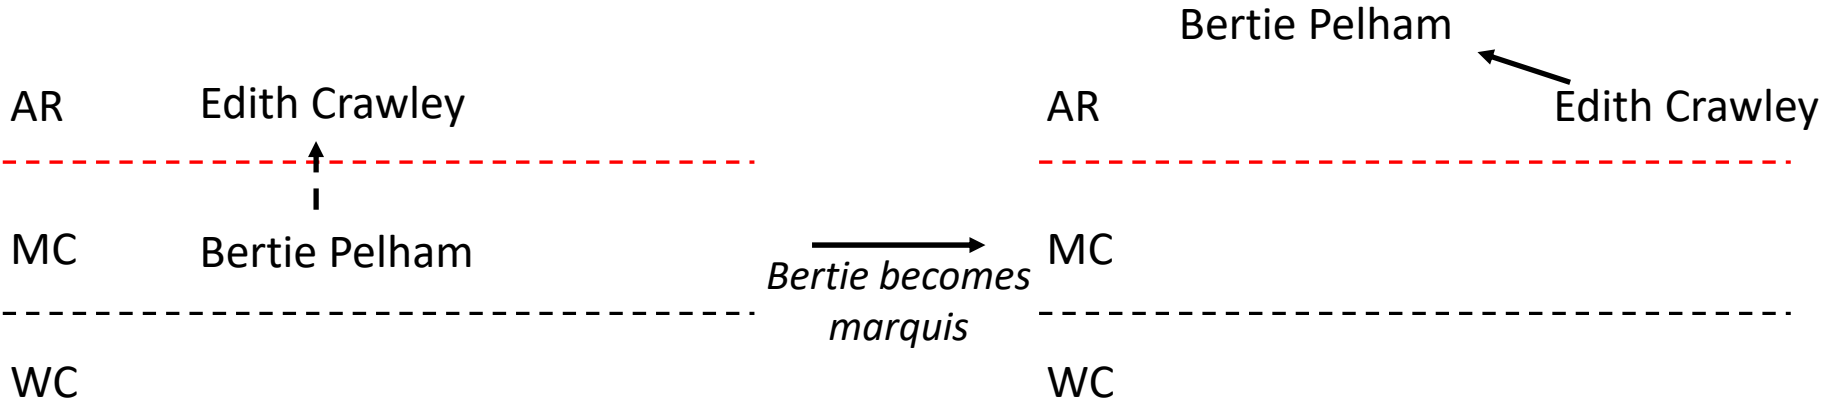 Bertie Pelham
AR Edith Crawley
AR Edith Crawley
MC Bertie Pelham
Bertie becomes
marquis
MC
WC
WC